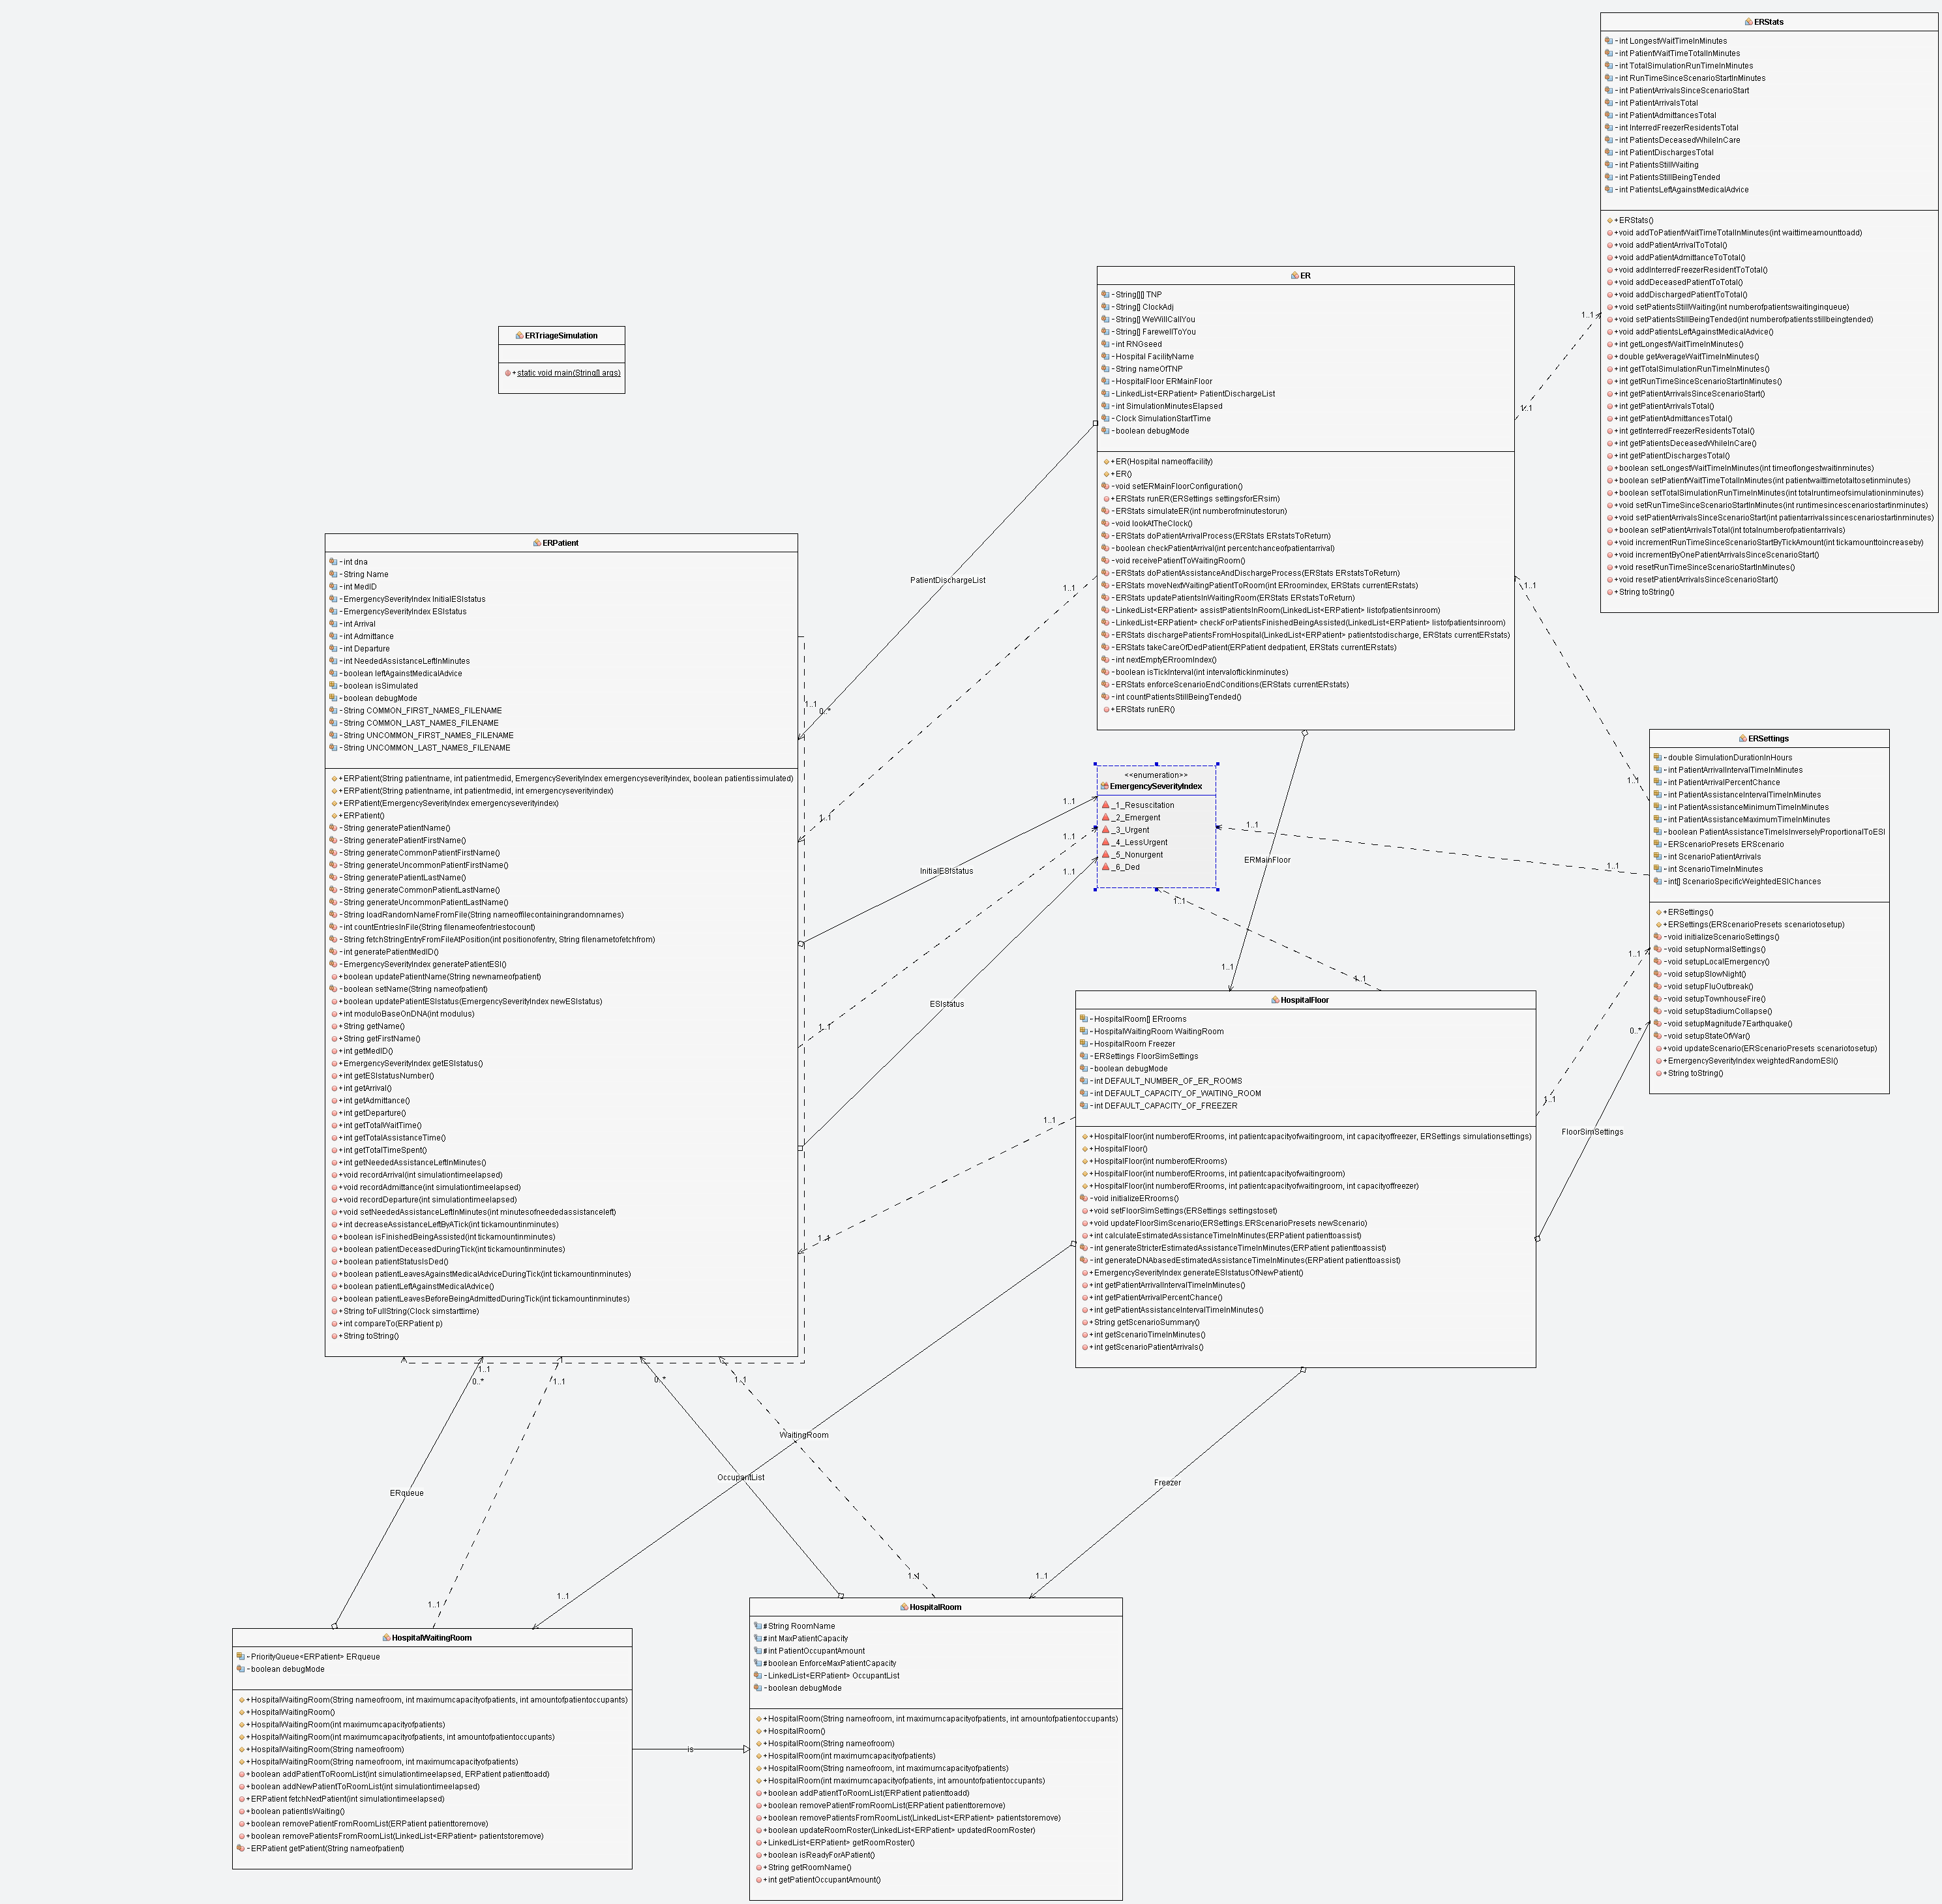 ERStats
-int LongestWaitTimeInMinutes
-int PatientWaitTimeTotalInMinutes
-int TotalSimulationRunTimeInMinutes
-int RunTimeSinceScenarioStartInMinutes
-int PatientArrivalsSinceScenarioStart
-int PatientArrivalsTotal
-int PatientAdmittancesTotal
-int InterredFreezerResidentsTotal
-int PatientsDeceasedWhileInCare
-int PatientDischargesTotal
-int PatientsStillWaiting
-int PatientsStillBeingTended
-int PatientsLeftAgainstMedicalAdvice
+ERStats()
+void addToPatientWaitTimeTotalInMinutes(int waittimeamounttoadd)
+void addPatientArrivalToTotal()
+void addPatientAdmittanceToTotal()
+void addInterredFreezerResidentToTotal()
+void addDeceasedPatientToTotal()
+void addDischargedPatientToTotal()
+void setPatientsStillWaiting(int numberofpatientswaitinginqueue)
+void setPatientsStillBeingTended(int numberofpatientsstillbeingtended)
+void addPatientsLeftAgainstMedicalAdvice()
+int getLongestWaitTimeInMinutes()
+double getAverageWaitTimeInMinutes()
+int getTotalSimulationRunTimeInMinutes()
+int getRunTimeSinceScenarioStartInMinutes()
+int getPatientArrivalsSinceScenarioStart()
+int getPatientArrivalsTotal()
+int getPatientAdmittancesTotal()
+int getInterredFreezerResidentsTotal()
+int getPatientsDeceasedWhileInCare()
+int getPatientDischargesTotal()
+boolean setLongestWaitTimeInMinutes(int timeoflongestwaitinminutes)
+boolean setPatientWaitTimeTotalInMinutes(int patientwaittimetotaltosetinminutes)
+boolean setTotalSimulationRunTimeInMinutes(int totalruntimeofsimulationinminutes)
+void setRunTimeSinceScenarioStartInMinutes(int runtimesincescenariostartinminutes)
+void setPatientArrivalsSinceScenarioStart(int patientarrivalssincescenariostartinminutes)
+boolean setPatientArrivalsTotal(int totalnumberofpatientarrivals)
+void incrementRunTimeSinceScenarioStartByTickAmount(int tickamounttoincreaseby)
+void incrementByOnePatientArrivalsSinceScenarioStart()
+void resetRunTimeSinceScenarioStartInMinutes()
+void resetPatientArrivalsSinceScenarioStart()
+String toString()
ER
-String[][] TNP
-String[] ClockAdj
-String[] WeWillCallYou
-String[] FarewellToYou
-int RNGseed
-Hospital FacilityName
-String nameOfTNP
-HospitalFloor ERMainFloor
-LinkedList<ERPatient> PatientDischargeList
-int SimulationMinutesElapsed
-Clock SimulationStartTime
-boolean debugMode
+ER(Hospital nameoffacility)
+ER()
-void setERMainFloorConfiguration()
+ERStats runER(ERSettings settingsforERsim)
-ERStats simulateER(int numberofminutestorun)
-void lookAtTheClock()
-ERStats doPatientArrivalProcess(ERStats ERstatsToReturn)
-boolean checkPatientArrival(int percentchanceofpatientarrival)
-void receivePatientToWaitingRoom()
-ERStats doPatientAssistanceAndDischargeProcess(ERStats ERstatsToReturn)
-ERStats moveNextWaitingPatientToRoom(int ERroomindex, ERStats currentERstats)
-ERStats updatePatientsInWaitingRoom(ERStats ERstatsToReturn)
-LinkedList<ERPatient> assistPatientsInRoom(LinkedList<ERPatient> listofpatientsinroom)
-LinkedList<ERPatient> checkForPatientsFinishedBeingAssisted(LinkedList<ERPatient> listofpatientsinroom)
-ERStats dischargePatientsFromHospital(LinkedList<ERPatient> patientstodischarge, ERStats currentERstats)
-ERStats takeCareOfDedPatient(ERPatient dedpatient, ERStats currentERstats)
-int nextEmptyERroomIndex()
-boolean isTickInterval(int intervaloftickinminutes)
-ERStats enforceScenarioEndConditions(ERStats currentERstats)
-int countPatientsStillBeingTended()
+ERStats runER()
1..1
1..1
ERTriageSimulation
+static void main(String[] args)
ERPatient
-int dna
-String Name
-int MedID
-EmergencySeverityIndex InitialESIstatus
-EmergencySeverityIndex ESIstatus
-int Arrival
-int Admittance
-int Departure
-int NeededAssistanceLeftInMinutes
-boolean leftAgainstMedicalAdvice
-boolean isSimulated
-boolean debugMode
-String COMMON_FIRST_NAMES_FILENAME
-String COMMON_LAST_NAMES_FILENAME
-String UNCOMMON_FIRST_NAMES_FILENAME
-String UNCOMMON_LAST_NAMES_FILENAME
+ERPatient(String patientname, int patientmedid, EmergencySeverityIndex emergencyseverityindex, boolean patientissimulated)
+ERPatient(String patientname, int patientmedid, int emergencyseverityindex)
+ERPatient(EmergencySeverityIndex emergencyseverityindex)
+ERPatient()
-String generatePatientName()
-String generatePatientFirstName()
-String generateCommonPatientFirstName()
-String generateUncommonPatientFirstName()
-String generatePatientLastName()
-String generateCommonPatientLastName()
-String generateUncommonPatientLastName()
-String loadRandomNameFromFile(String nameoffilecontainingrandomnames)
-int countEntriesInFile(String filenameofentriestocount)
-String fetchStringEntryFromFileAtPosition(int positionofentry, String filenametofetchfrom)
-int generatePatientMedID()
-EmergencySeverityIndex generatePatientESI()
+boolean updatePatientName(String newnameofpatient)
-boolean setName(String nameofpatient)
+boolean updatePatientESIstatus(EmergencySeverityIndex newESIstatus)
+int moduloBaseOnDNA(int modulus)
+String getName()
+String getFirstName()
+int getMedID()
+EmergencySeverityIndex getESIstatus()
+int getESIstatusNumber()
+int getArrival()
+int getAdmittance()
+int getDeparture()
+int getTotalWaitTime()
+int getTotalAssistanceTime()
+int getTotalTimeSpent()
+int getNeededAssistanceLeftInMinutes()
+void recordArrival(int simulationtimeelapsed)
+void recordAdmittance(int simulationtimeelapsed)
+void recordDeparture(int simulationtimeelapsed)
+void setNeededAssistanceLeftInMinutes(int minutesofneededassistanceleft)
+int decreaseAssistanceLeftByATick(int tickamountinminutes)
+boolean isFinishedBeingAssisted(int tickamountinminutes)
+boolean patientDeceasedDuringTick(int tickamountinminutes)
+boolean patientStatusIsDed()
+boolean patientLeavesAgainstMedicalAdviceDuringTick(int tickamountinminutes)
+boolean patientLeftAgainstMedicalAdvice()
+boolean patientLeavesBeforeBeingAdmittedDuringTick(int tickamountinminutes)
+String toFullString(Clock simstarttime)
+int compareTo(ERPatient p)
+String toString()
PatientDischargeList
1..1
1..1
0..*
1..1
<<enumeration>>
EmergencySeverityIndex
_1_Resuscitation
_2_Emergent
_3_Urgent
_4_LessUrgent
_5_Nonurgent
_6_Ded
1..1
1..1
1..1
InitialESIstatus
ESIstatus
1..1
ERMainFloor
1..1
1..1
1..1
1..1
1..1
1..1
1..1
ERSettings
-double SimulationDurationInHours
-int PatientArrivalIntervalTimeInMinutes
-int PatientArrivalPercentChance
-int PatientAssistanceIntervalTimeInMinutes
-int PatientAssistanceMinimumTimeInMinutes
-int PatientAssistanceMaximumTimeInMinutes
-boolean PatientAssistanceTimeIsInverselyProportionalToESI
-ERScenarioPresets ERScenario
-int ScenarioPatientArrivals
-int ScenarioTimeInMinutes
-int[] ScenarioSpecificWeightedESIChances
+ERSettings()
+ERSettings(ERScenarioPresets scenariotosetup)
-void initializeScenarioSettings()
-void setupNormalSettings()
-void setupLocalEmergency()
-void setupSlowNight()
-void setupFluOutbreak()
-void setupTownhouseFire()
-void setupStadiumCollapse()
-void setupMagnitude7Earthquake()
-void setupStateOfWar()
+void updateScenario(ERScenarioPresets scenariotosetup)
+EmergencySeverityIndex weightedRandomESI()
+String toString()
1..1
0..*
1..1
FloorSimSettings
HospitalFloor
-HospitalRoom[] ERrooms
-HospitalWaitingRoom WaitingRoom
-HospitalRoom Freezer
-ERSettings FloorSimSettings
-boolean debugMode
-int DEFAULT_NUMBER_OF_ER_ROOMS
-int DEFAULT_CAPACITY_OF_WAITING_ROOM
-int DEFAULT_CAPACITY_OF_FREEZER
+HospitalFloor(int numberofERrooms, int patientcapacityofwaitingroom, int capacityoffreezer, ERSettings simulationsettings)
+HospitalFloor()
+HospitalFloor(int numberofERrooms)
+HospitalFloor(int numberofERrooms, int patientcapacityofwaitingroom)
+HospitalFloor(int numberofERrooms, int patientcapacityofwaitingroom, int capacityoffreezer)
-void initializeERrooms()
+void setFloorSimSettings(ERSettings settingstoset)
+void updateFloorSimScenario(ERSettings.ERScenarioPresets newScenario)
+int calculateEstimatedAssistanceTimeInMinutes(ERPatient patienttoassist)
-int generateStricterEstimatedAssistanceTimeInMinutes(ERPatient patienttoassist)
-int generateDNAbasedEstimatedAssistanceTimeInMinutes(ERPatient patienttoassist)
+EmergencySeverityIndex generateESIstatusOfNewPatient()
+int getPatientArrivalIntervalTimeInMinutes()
+int getPatientArrivalPercentChance()
+int getPatientAssistanceIntervalTimeInMinutes()
+String getScenarioSummary()
+int getScenarioTimeInMinutes()
+int getScenarioPatientArrivals()
1..1
1..1
1..1
0..*
1..1
0..*
1..1
WaitingRoom
OccupantList
Freezer
ERqueue
1..1
1..1
1..1
1..1
HospitalWaitingRoom
-PriorityQueue<ERPatient> ERqueue
-boolean debugMode
+HospitalWaitingRoom(String nameofroom, int maximumcapacityofpatients, int amountofpatientoccupants)
+HospitalWaitingRoom()
+HospitalWaitingRoom(int maximumcapacityofpatients)
+HospitalWaitingRoom(int maximumcapacityofpatients, int amountofpatientoccupants)
+HospitalWaitingRoom(String nameofroom)
+HospitalWaitingRoom(String nameofroom, int maximumcapacityofpatients)
+boolean addPatientToRoomList(int simulationtimeelapsed, ERPatient patienttoadd)
+boolean addNewPatientToRoomList(int simulationtimeelapsed)
+ERPatient fetchNextPatient(int simulationtimeelapsed)
+boolean patientIsWaiting()
+boolean removePatientFromRoomList(ERPatient patienttoremove)
+boolean removePatientsFromRoomList(LinkedList<ERPatient> patientstoremove)
-ERPatient getPatient(String nameofpatient)
is
HospitalRoom
#String RoomName
#int MaxPatientCapacity
#int PatientOccupantAmount
#boolean EnforceMaxPatientCapacity
-LinkedList<ERPatient> OccupantList
-boolean debugMode
+HospitalRoom(String nameofroom, int maximumcapacityofpatients, int amountofpatientoccupants)
+HospitalRoom()
+HospitalRoom(String nameofroom)
+HospitalRoom(int maximumcapacityofpatients)
+HospitalRoom(String nameofroom, int maximumcapacityofpatients)
+HospitalRoom(int maximumcapacityofpatients, int amountofpatientoccupants)
+boolean addPatientToRoomList(ERPatient patienttoadd)
+boolean removePatientFromRoomList(ERPatient patienttoremove)
+boolean removePatientsFromRoomList(LinkedList<ERPatient> patientstoremove)
+boolean updateRoomRoster(LinkedList<ERPatient> updatedRoomRoster)
+LinkedList<ERPatient> getRoomRoster()
+boolean isReadyForAPatient()
+String getRoomName()
+int getPatientOccupantAmount()